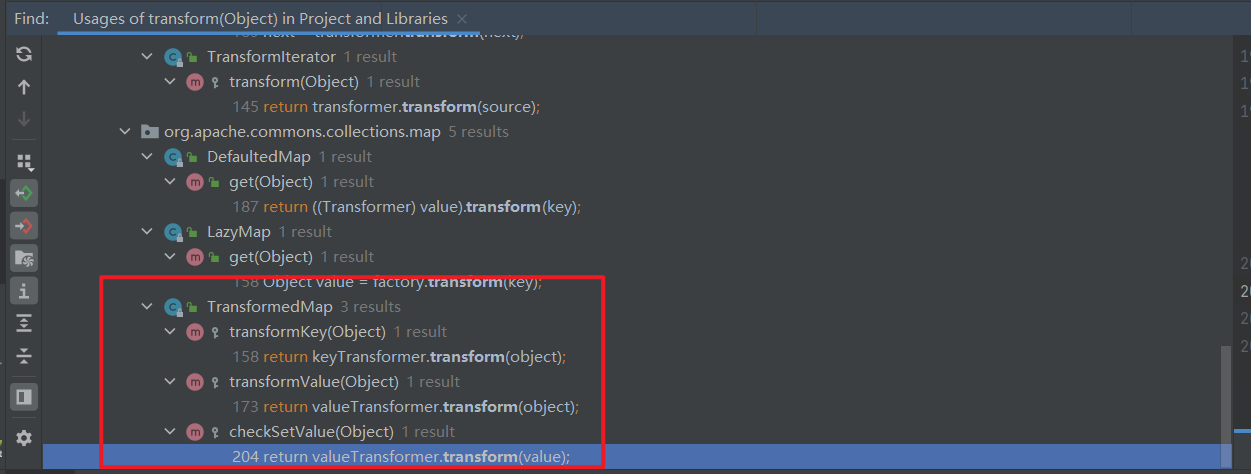 Find: Usages of transform(Object) in Project and Libraries
TransformIterator 1 result
transform(Object) 1 result
145 return transformer.transform(source);
org.apache.commons.collections.map 5 results
DefaultedMap 1 result
get(Object) 1 result
187 return ((Transformer) value).transform(key);
LazyMap 1 result
get(Object) 1 result
158 Object value = factory.transform(key);
TransformedMap 3 results
transformKey(Object) 1 result
158 return keyTransformer.transform(object);
transformValue(Object) 1 result
173 return valueTransformer.transform(object);
checkSetValue(Object) 1 result
204 return valueTransformer.transform(value);